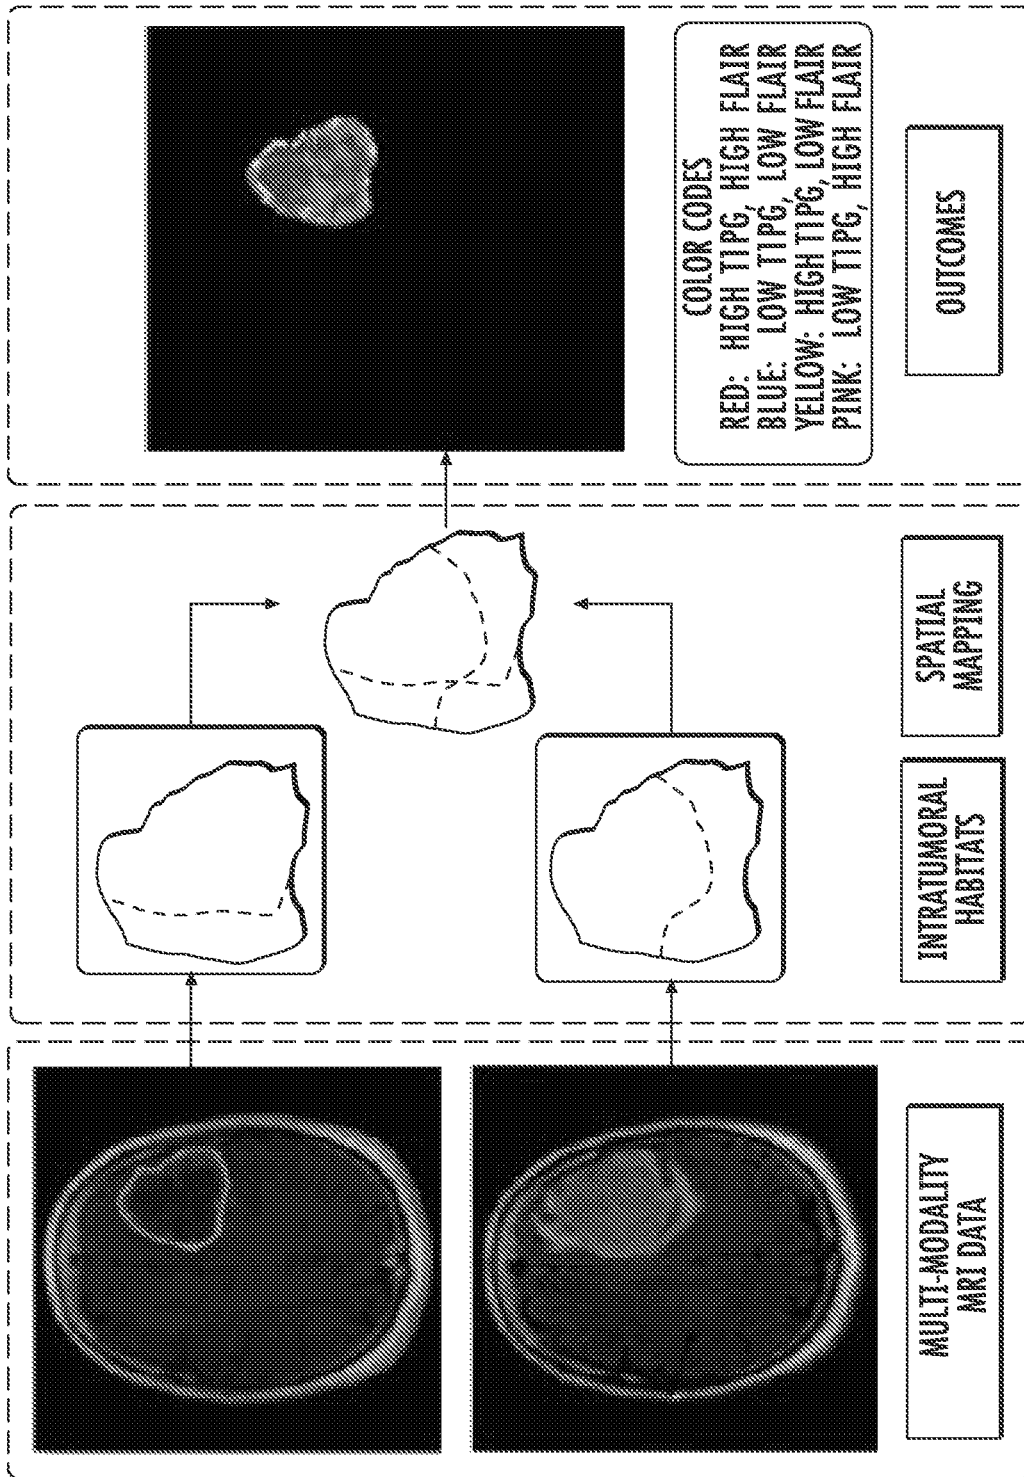 MULTI-MODALITY
MRI DATA
INTRATUMORAL
HABITATS
SPATIAL
MAPPING
COLOR CODES
RED: HIGH T1PG, HIGH FLAIR
BLUE: LOW T1PG, LOW FLAIR
YELLOW: HIGH T1PG, LOW FLAIR
PINK: LOW T1PG, HIGH FLAIR
OUTCOMES